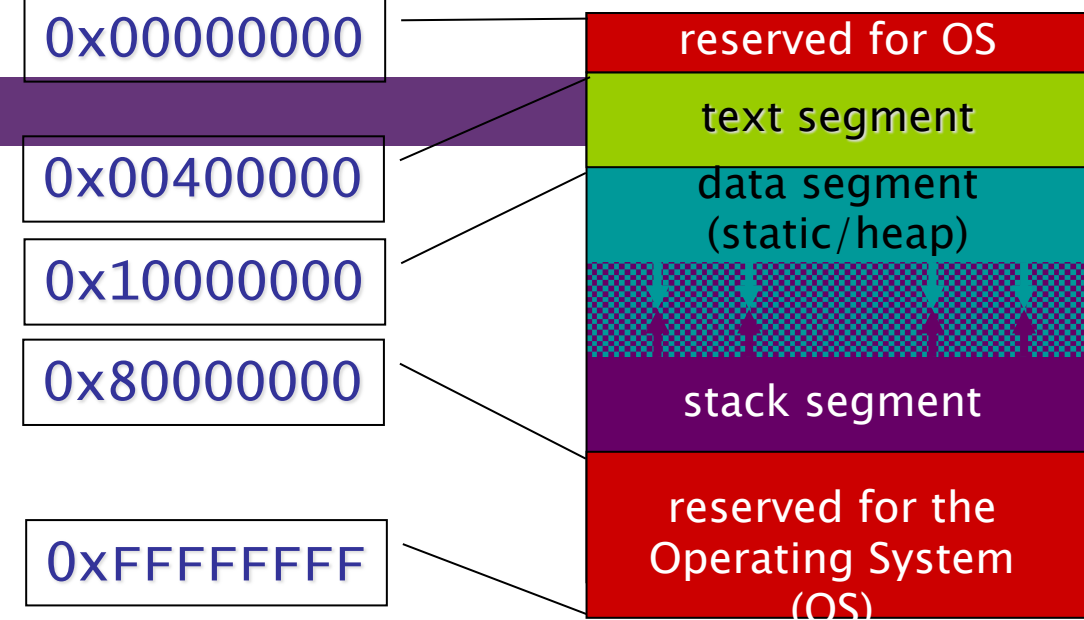 0x00000000
reserved for OS
text segment
0x00400000
data segment
(static/heap)
0x10000000
0x80000000
stack segment
reserved for the
Operating System
(OS)
0xFFFFFFFF